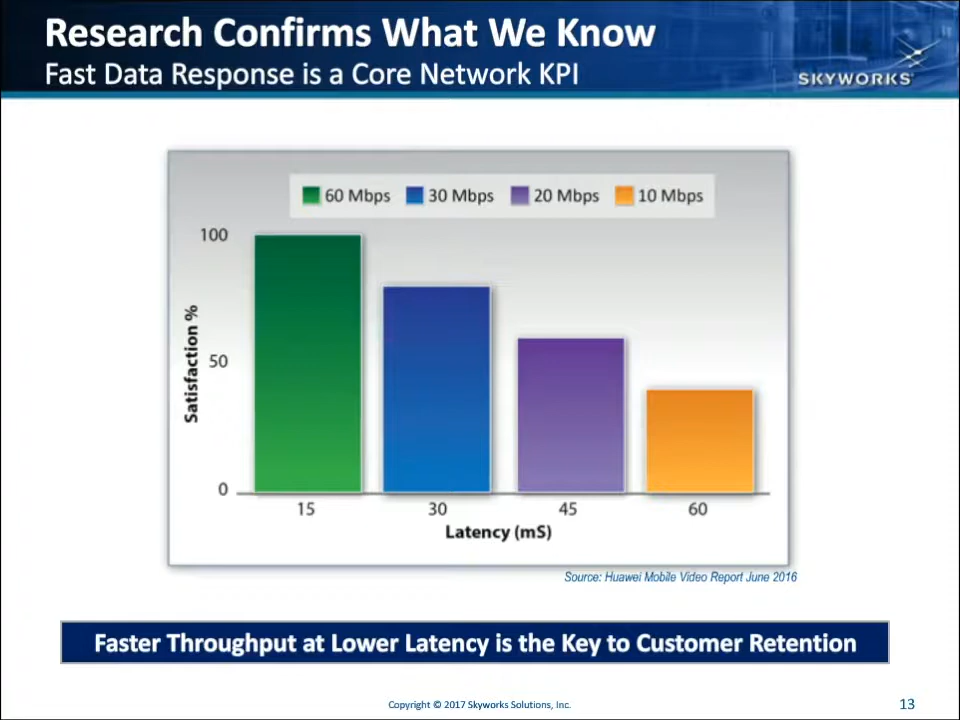 Research Confirms What We Know
Fast Data Response is a Core Network KPI
SKYWORKS
60 Mbps 30 Mbps 20 Mbps 10 Mbps
100
50
0
Satisfaction %
15 30 45 60
Latency (mS)
Source: Huawei Mobile Video Report June 2016
Faster Throughput at Lower Latency is the Key to Customer Retention
Copyright © 2017 Skyworks Solutions, Inc.
13